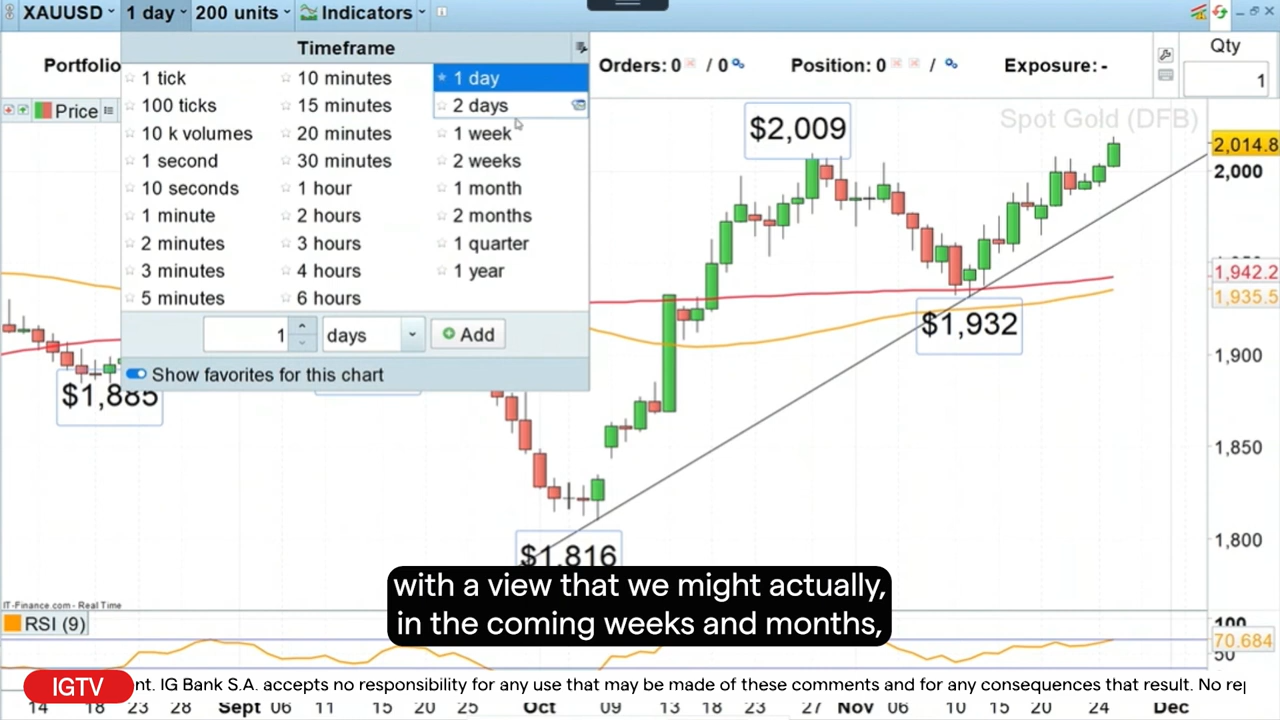 XAUUSD 1 day 200 units Indicators
Timeframe
Portfolio Orders: 0 / 0 Position: 0 / Exposure: - Qty
1
1 tick 10 minutes 1 day
100 ticks 15 minutes 2 days
10 k volumes 20 minutes 1 week
1 second 30 minutes 2 weeks
10 seconds 1 hour 1 month
1 minute 2 hours 2 months
2 minutes 3 hours 1 quarter
3 minutes 4 hours 1 year
5 minutes 6 hours
1 days Add
Show favorites for this chart
Price
Spot Gold (DFB)
$2,009
2,014.8
2,000
1,942.2
1,935.5
$1,932
1,900
$1,885
1,850
1,800
$1,816
with a view that we might actually,
in the coming weeks and months,
IT-Finance.com - Real Time
RSI (9)
100
70.684
50
IGTV
nt. IG Bank S.A. accepts no responsibility for any use that may be made of these comments and for any consequences that result. No rep
14 18 23 28 Sept 06 11 15 20 25 Oct 09 13 18 24 27 Nov 06 10 15 20 24 Dec